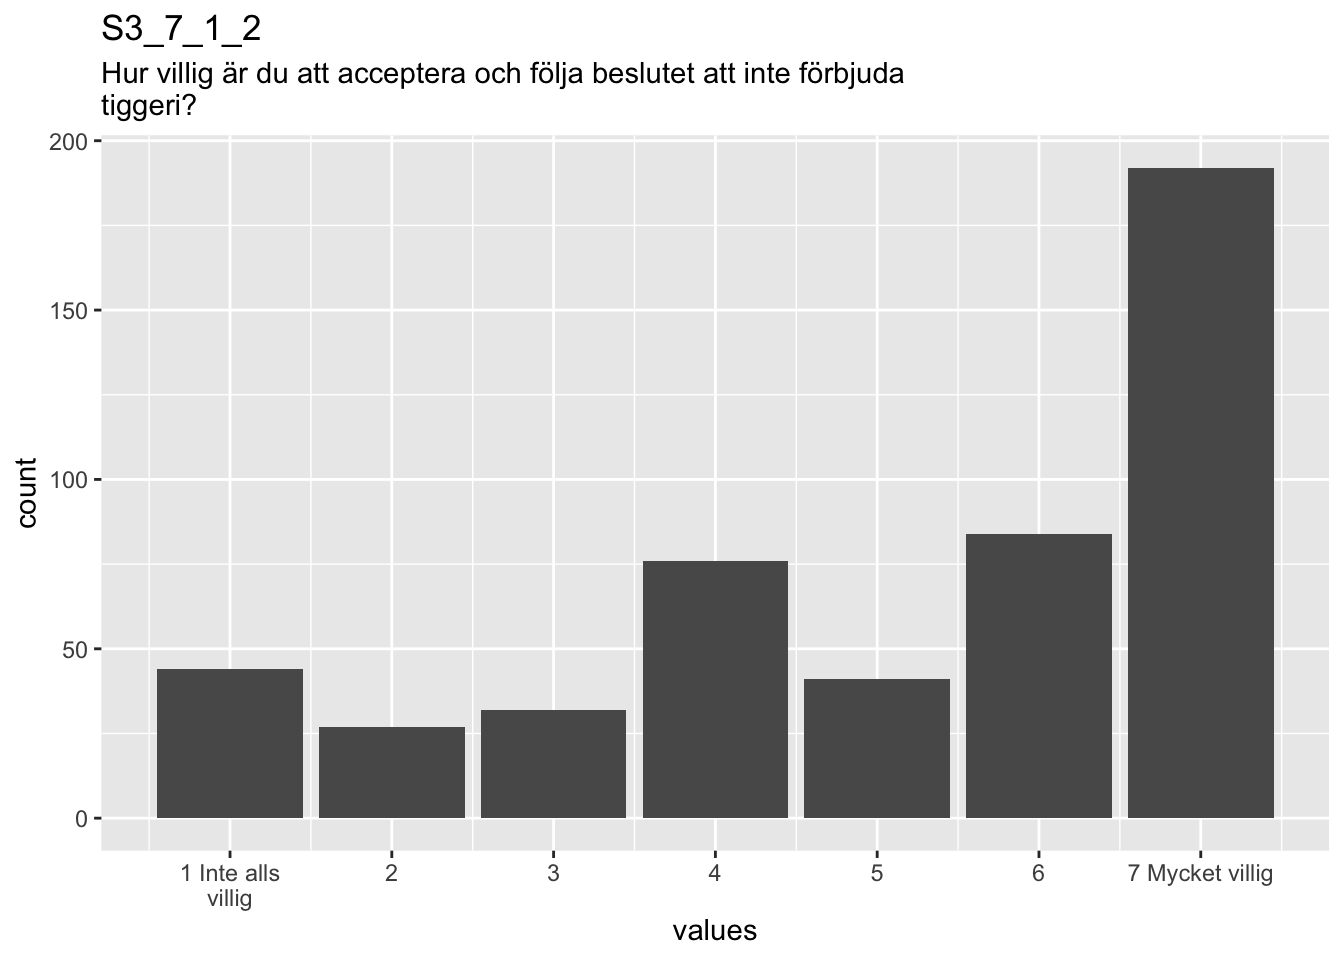 S3_7_1_2
Hur villig är du att acceptera och följa beslutet att inte förbjuda
tiggeri?
200
150
100
50
0
count
1 Inte alls
villig
2
3
4
5
6
7 Mycket villig
values